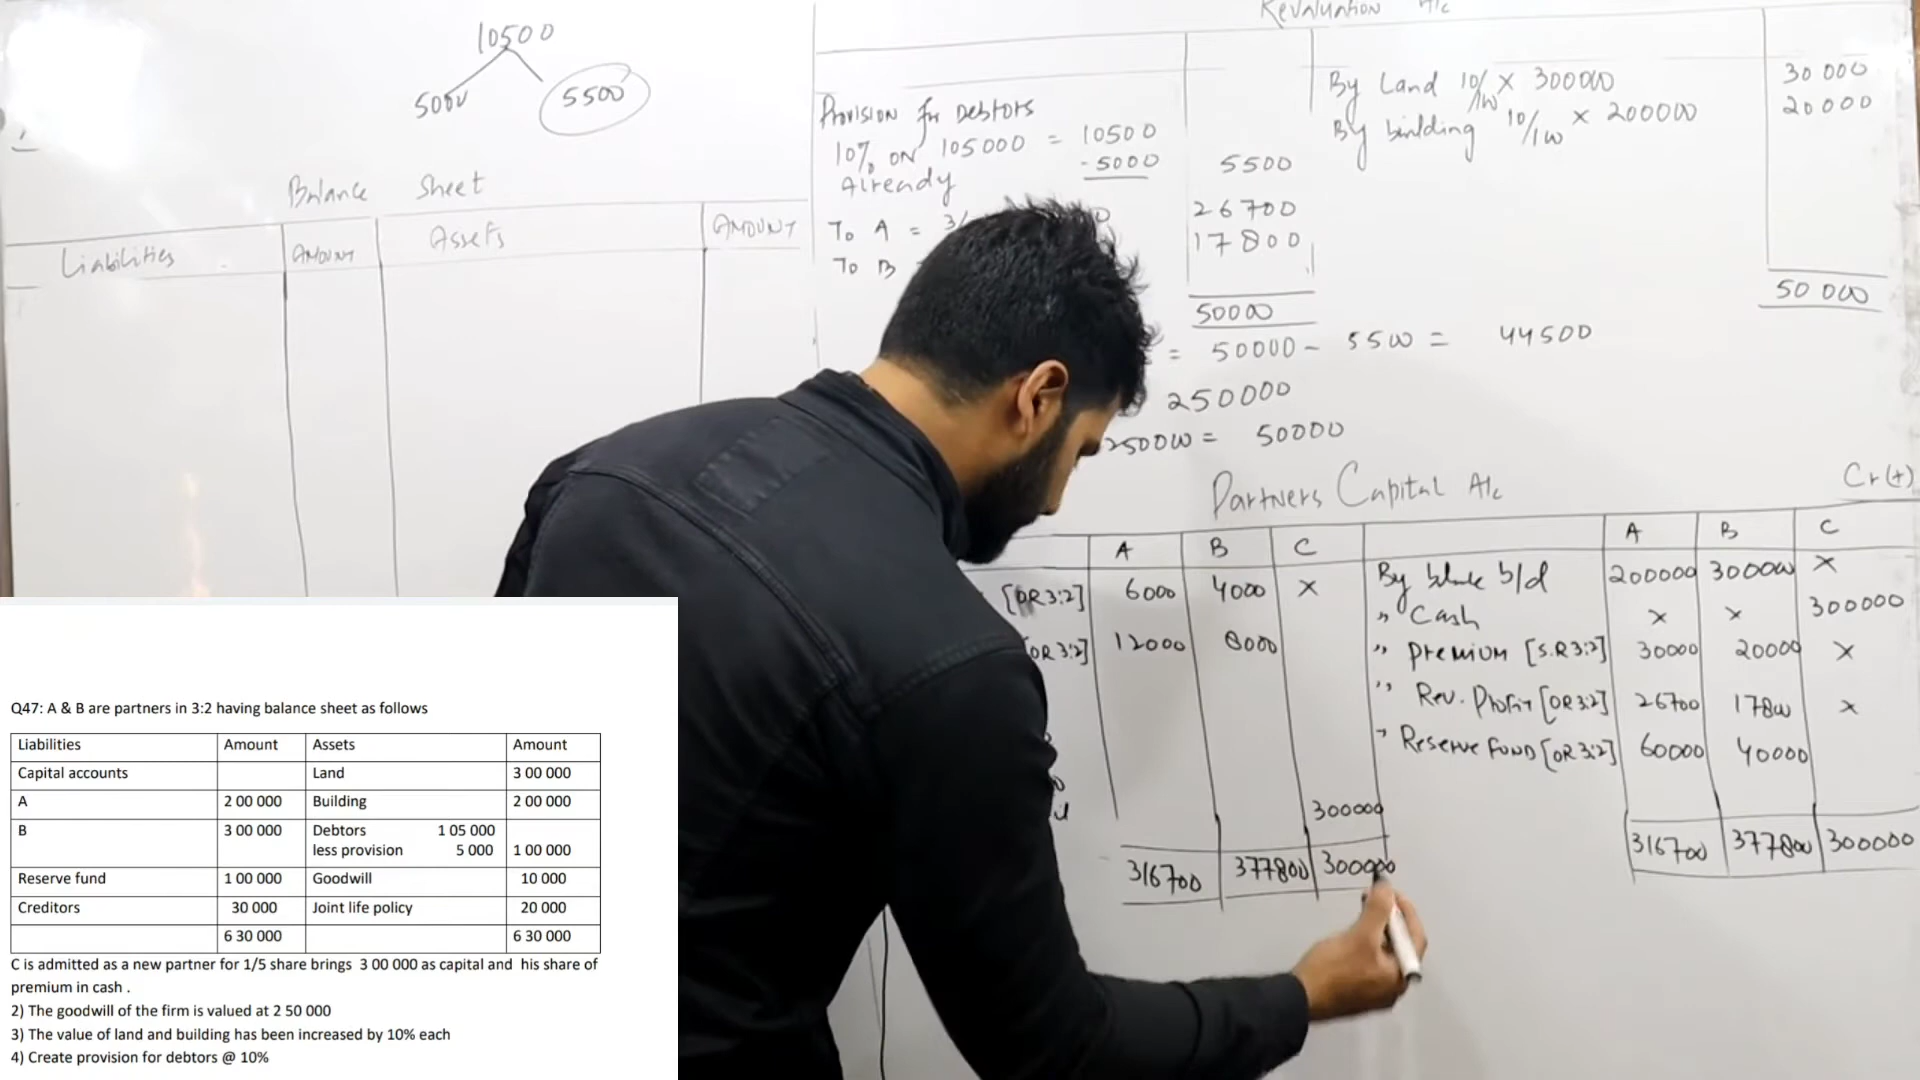 10500
5000 5500
Balance Sheet
Liabilities AMOUNT Assets AMOUNT
Revaluation A/c
Provision for Debtors
10% ON 105000 = 10500
Already - 5000 5500
To A = 3/ 26700
To B 17800
50000
By Land 10/100 X 300000 30 000
By building 10/100 X 200000 20000
50 000
= 50000 - 5500 = 44500
250000
250000 = 50000
Partners Capital A/c Cr(+)
A B C A B C
[OR 3:2] 6000 4000 X By balance b/d 200000 300000 X
" Cash X X 300000
[OR 3:2] 12000 8000 " Premium [S.R 3:2] 30000 20000 X
" Rev. Profit [OR 3:2] 26700 17800 X
" Reserve Fund [OR 3:2] 60000 40000
300000
316700 377800 300000 316700 377800 300000
Q47: A & B are partners in 3:2 having balance sheet as follows
Liabilities Amount Assets Amount
Capital accounts Land 3 00 000
A 2 00 000 Building 2 00 000
B 3 00 000 Debtors 1 05 000
less provision 5 000 1 00 000
Reserve fund 1 00 000 Goodwill 10 000
Creditors 30 000 Joint life policy 20 000
6 30 000 6 30 000
C is admitted as a new partner for 1/5 share brings 3 00 000 as capital and his share of
premium in cash .
2) The goodwill of the firm is valued at 2 50 000
3) The value of land and building has been increased by 10% each
4) Create provision for debtors @ 10%